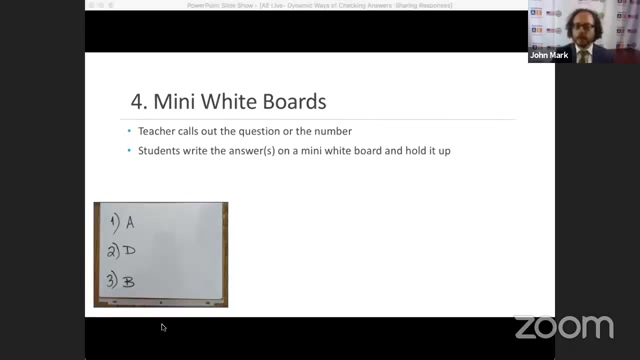 PowerPoint Slide Show - [AE Live- Dynamic Ways of Checking Answers Sharing Responses]
John Mark
4. Mini White Boards
• Teacher calls out the question or the number
• Students write the answer(s) on a mini white board and hold it up
1) A
2) D
3) B
zoom